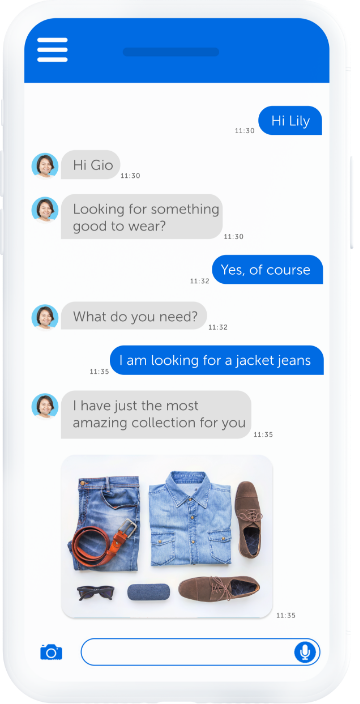 Hi Lily
11:30
Hi Gio
11:30
Looking for something
good to wear?
11:30
Yes, of course
11:32
What do you need?
11:32
I am looking for a jacket jeans
11:35
I have just the most
amazing collection for you
11:35
11:35